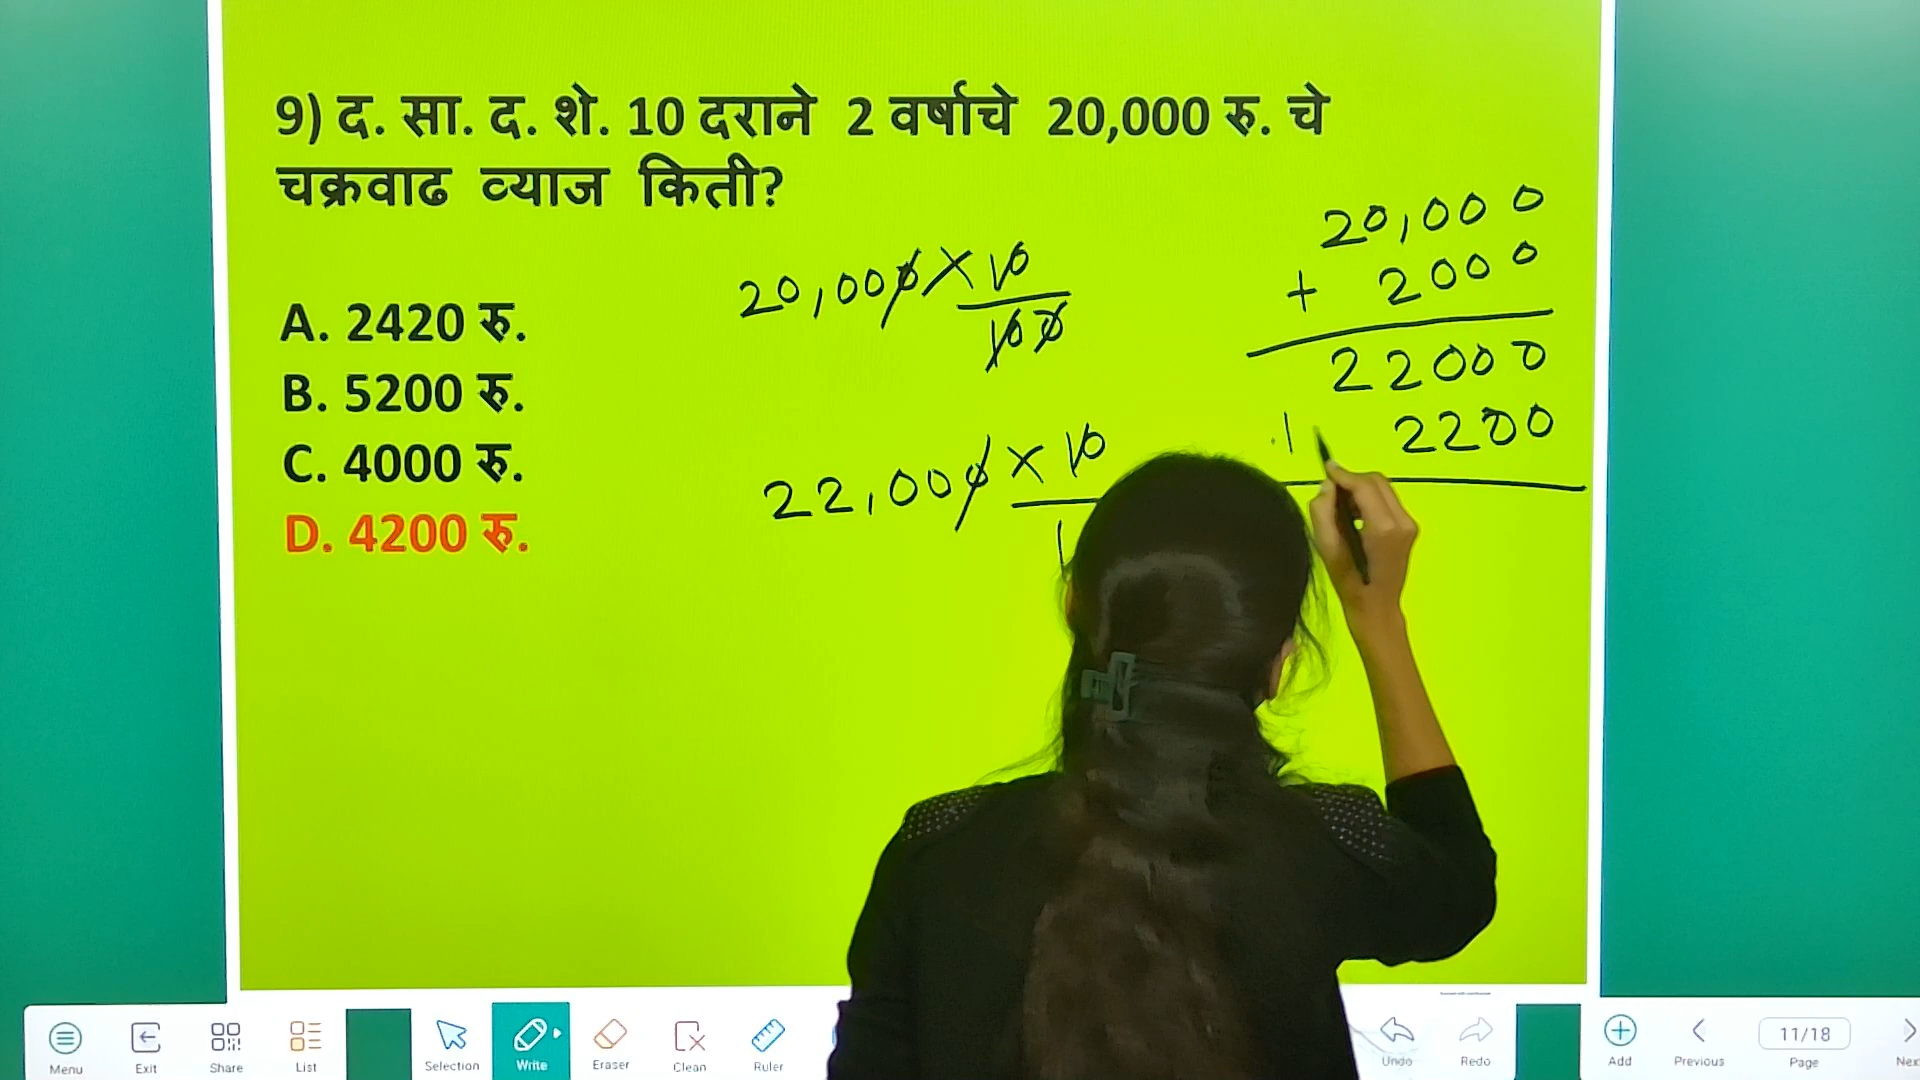 9) द. सा. द. शे. 10 दराने 2 वर्षाचे 20,000 रु. चे
चक्रवाढ व्याज किती?
A. 2420 रु.
B. 5200 रु.
C. 4000 रु.
D. 4200 रु.
20,000 × 10
100
22,000 × 10
1
20,000
+ 2000
22000
2200
Menu
Exit
Share
List
Selection
Write
Eraser
Clean
Ruler
Undo
Redo
Add
Previous
11/18
Page
Nex